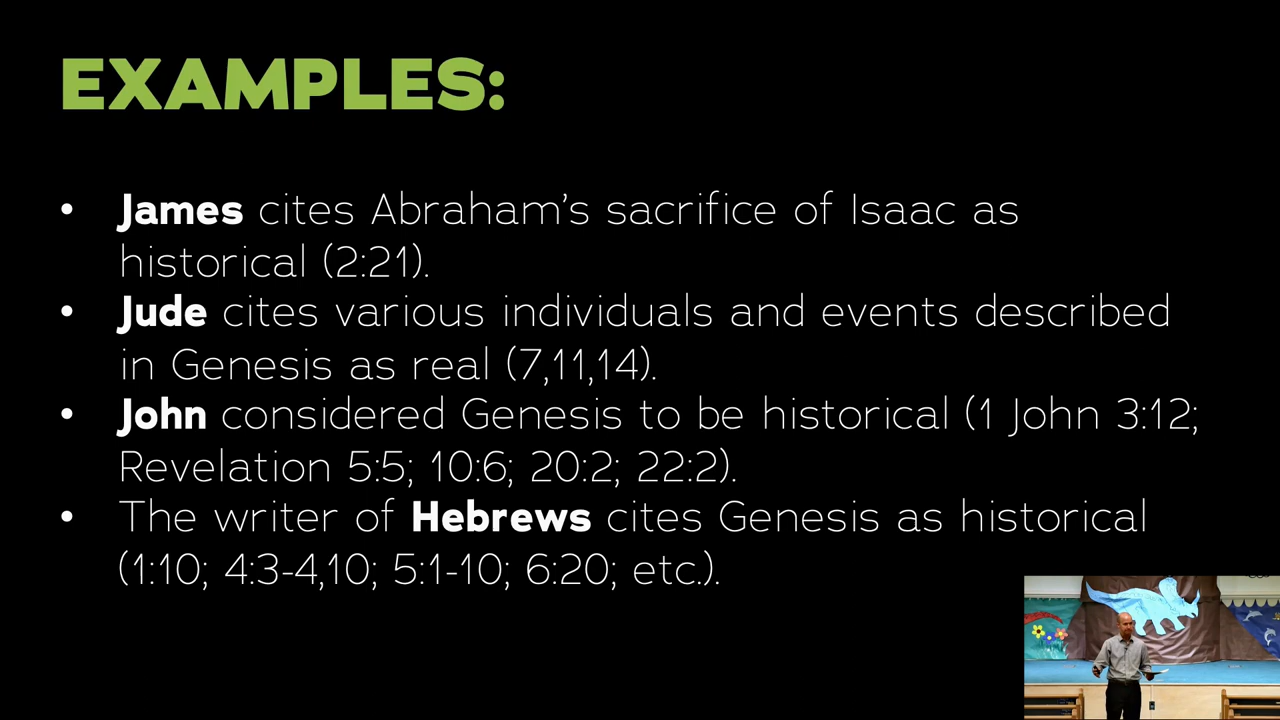 EXAMPLES:
• James cites Abraham’s sacrifice of Isaac as
historical (2:21).
• Jude cites various individuals and events described
in Genesis as real (7,11,14).
• John considered Genesis to be historical (1 John 3:12;
Revelation 5:5; 10:6; 20:2; 22:2).
• The writer of Hebrews cites Genesis as historical
(1:10; 4:3-4,10; 5:1-10; 6:20; etc.).